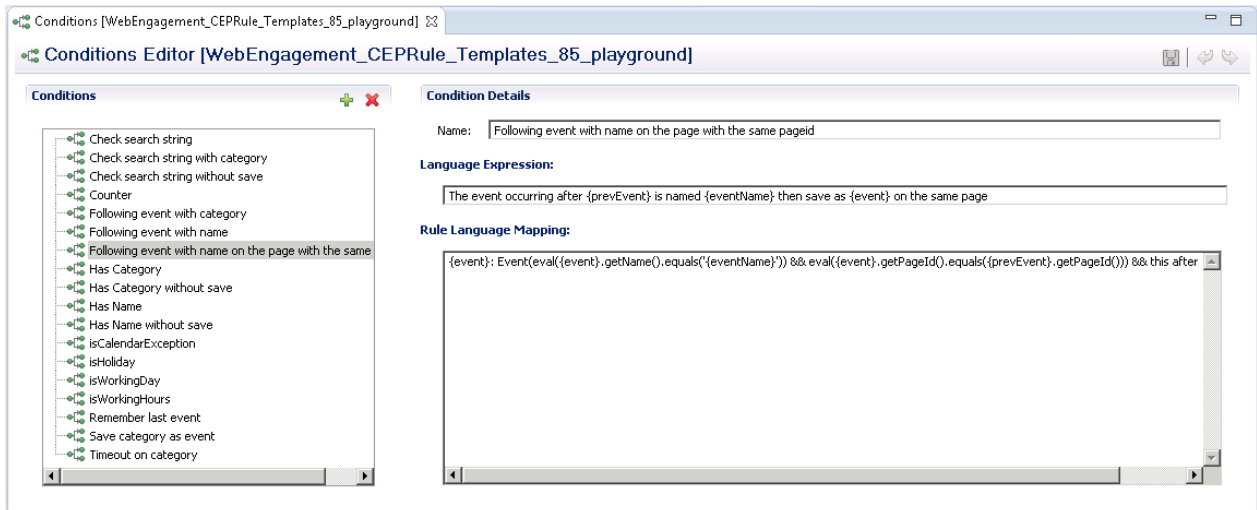 Conditions [WebEngagement_CEPRule_Templates_85_playground]
Conditions Editor [WebEngagement_CEPRule_Templates_85_playground]
Conditions
Check search string
Check search string with category
Check search string without save
Counter
Following event with category
Following event with name
Following event with name on the page with the same
Has Category
Has Category without save
Has Name
Has Name without save
isCalendarException
isHoliday
isWorkingDay
isWorkingHours
Remember last event
Save category as event
Timeout on category
Condition Details
Name: Following event with name on the page with the same pageid
Language Expression:
The event occurring after {prevEvent} is named {eventName} then save as {event} on the same page
Rule Language Mapping:
{event}: Event(eval({event}.getName().equals('{eventName}')) && eval({event}.getPageId().equals({prevEvent}.getPageId())) && this after